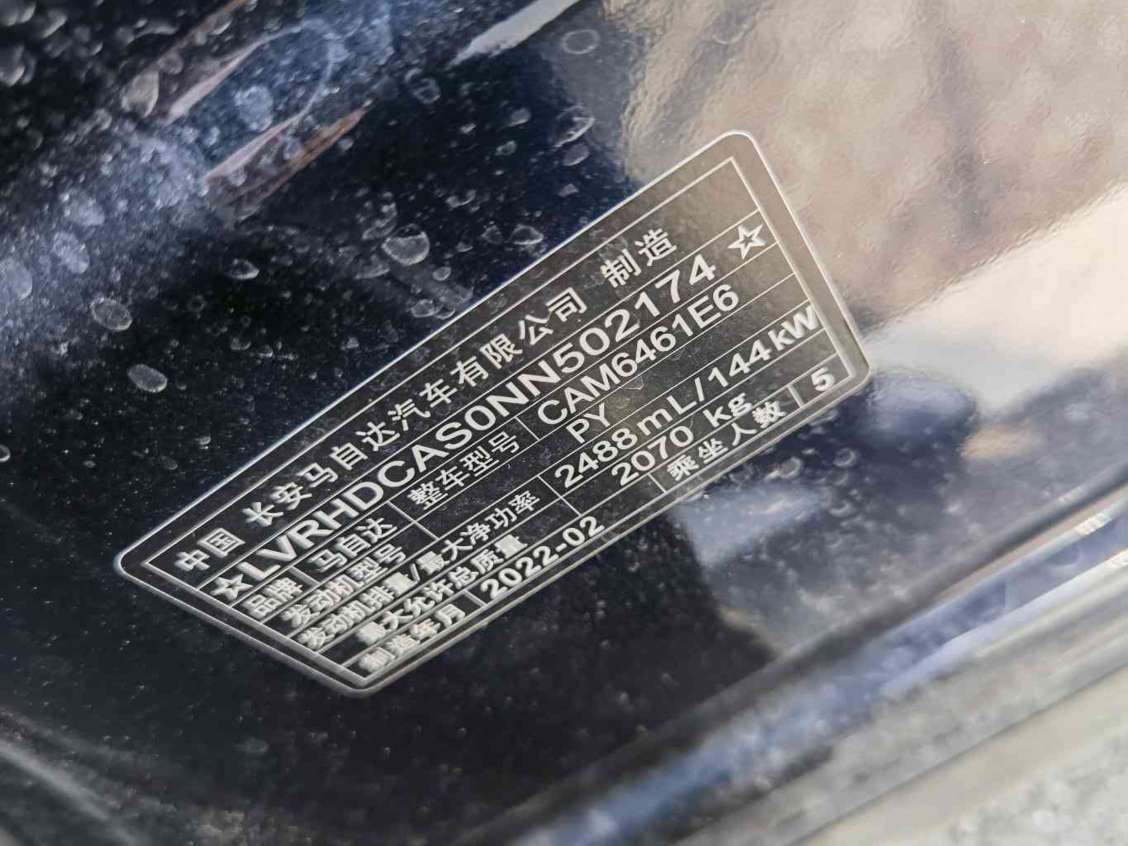 中国 长安马自达汽车有限公司 制造
☆LVRHDCAS0NN502174☆
品牌 马自达 整车型号 CAM6461E6
发动机型号 PY
发动机排量/最大净功率 2488mL/144kW
最大允许总质量 2070 kg
制造年月 2022-02 乘坐人数 5